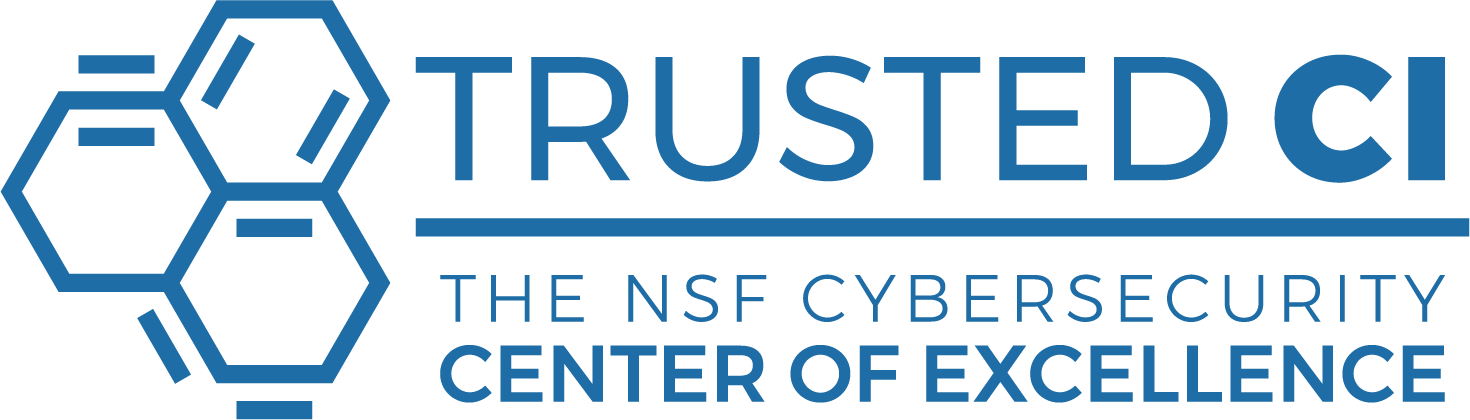 TRUSTED CI
THE NSF CYBERSECURITY
CENTER OF EXCELLENCE